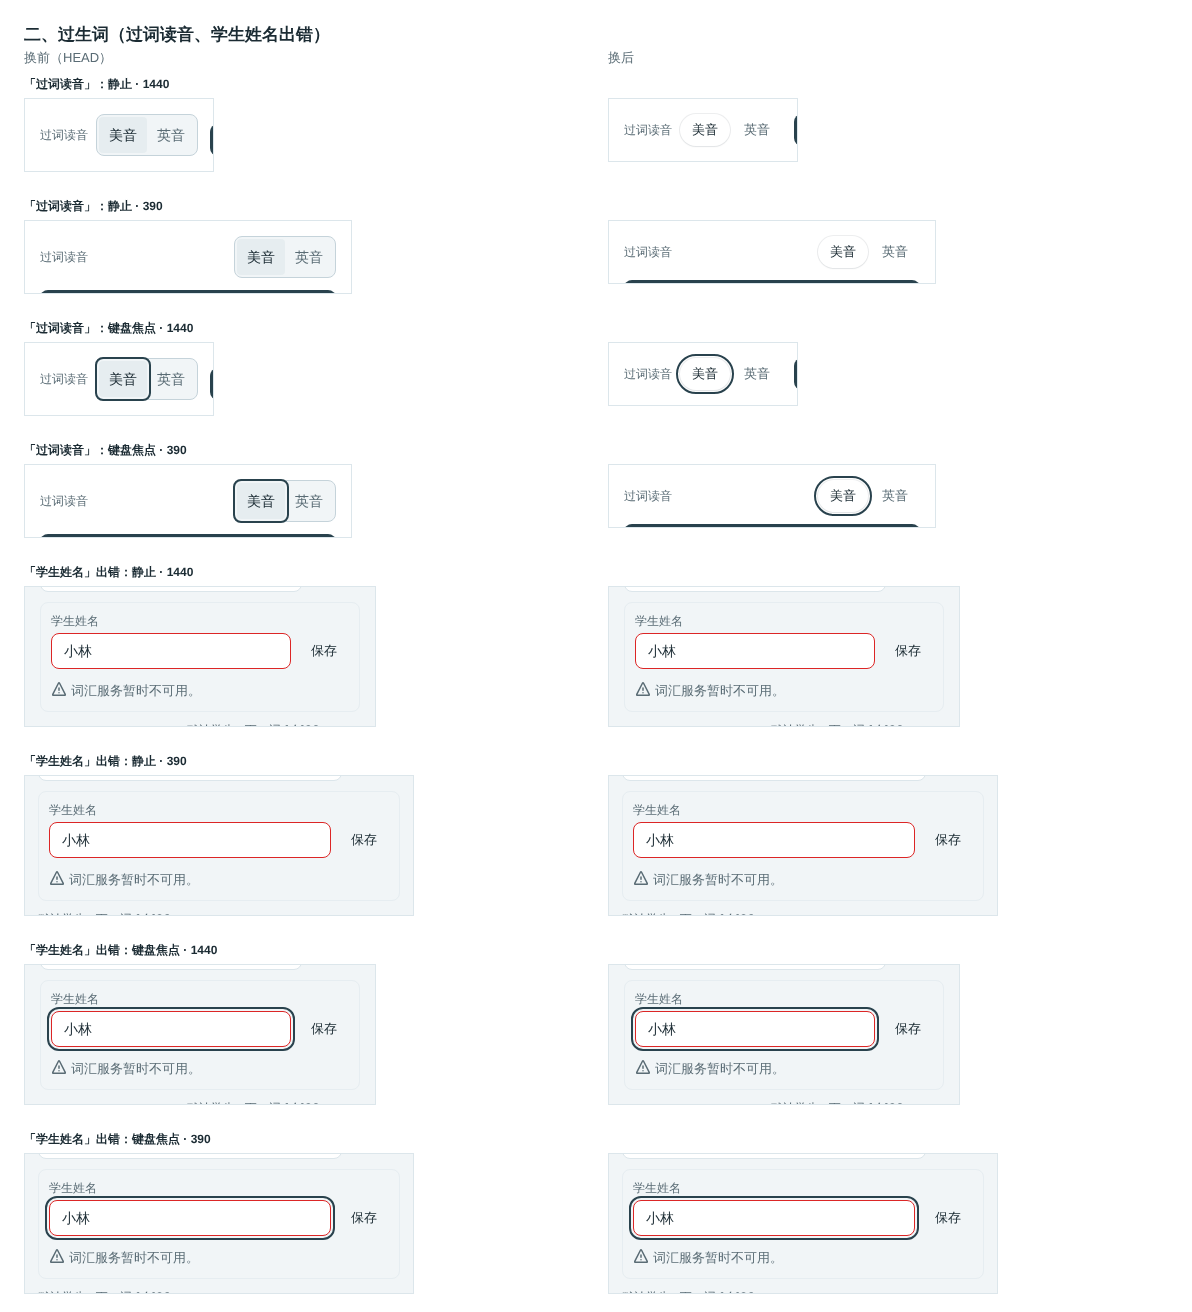 二、过生词（过词读音、学生姓名出错）
换前（HEAD） 换后
「过词读音」：静止 · 1440
过词读音 美音 英音 过词读音 美音 英音
「过词读音」：静止 · 390
过词读音 美音 英音 过词读音 美音 英音
「过词读音」：键盘焦点 · 1440
过词读音 美音 英音 过词读音 美音 英音
「过词读音」：键盘焦点 · 390
过词读音 美音 英音 过词读音 美音 英音
「学生姓名」出错：静止 · 1440
学生姓名 学生姓名
小林 保存 小林 保存
词汇服务暂时不可用。 词汇服务暂时不可用。
「学生姓名」出错：静止 · 390
学生姓名 学生姓名
小林 保存 小林 保存
词汇服务暂时不可用。 词汇服务暂时不可用。
「学生姓名」出错：键盘焦点 · 1440
学生姓名 学生姓名
小林 保存 小林 保存
词汇服务暂时不可用。 词汇服务暂时不可用。
「学生姓名」出错：键盘焦点 · 390
学生姓名 学生姓名
小林 保存 小林 保存
词汇服务暂时不可用。 词汇服务暂时不可用。